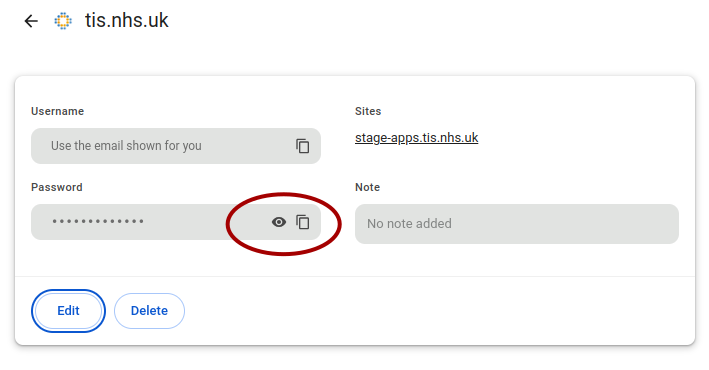 tis.nhs.uk
Username
Sites
Use the email shown for you
stage-apps.tis.nhs.uk
Password
Note
•••••••••••••
No note added
Edit
Delete